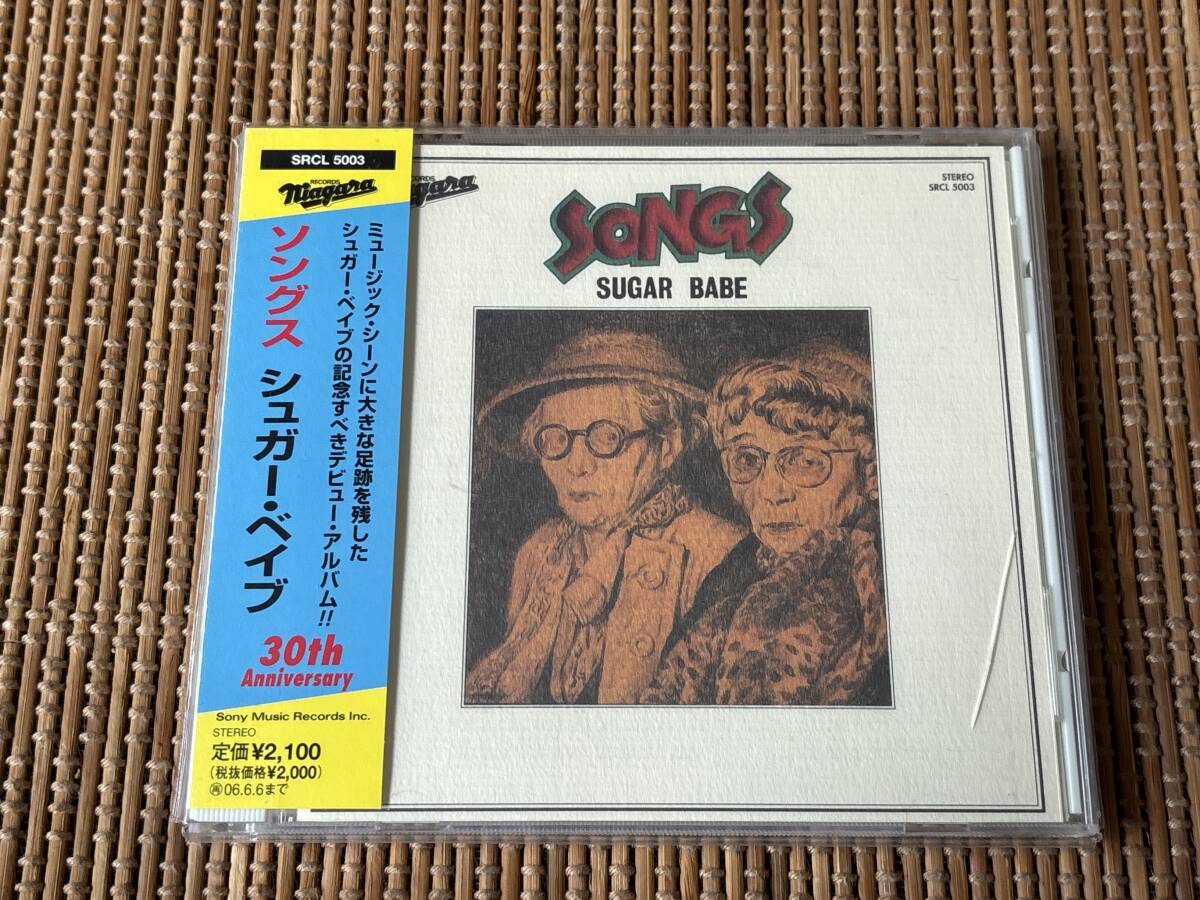 SRCL 5003
RECORDS
Niagara
ミュージック・シーンに大きな足跡を残した
シュガー・ベイブの記念すべきデビュー・アルバム!!
ソングス シュガー・ベイブ
30th
Anniversary
Sony Music Records Inc.
STEREO
定価¥2,100
(税抜価格¥2,000)
㊞06.6.6まで
STEREO
SRCL 5003
SONGS
SUGAR BABE